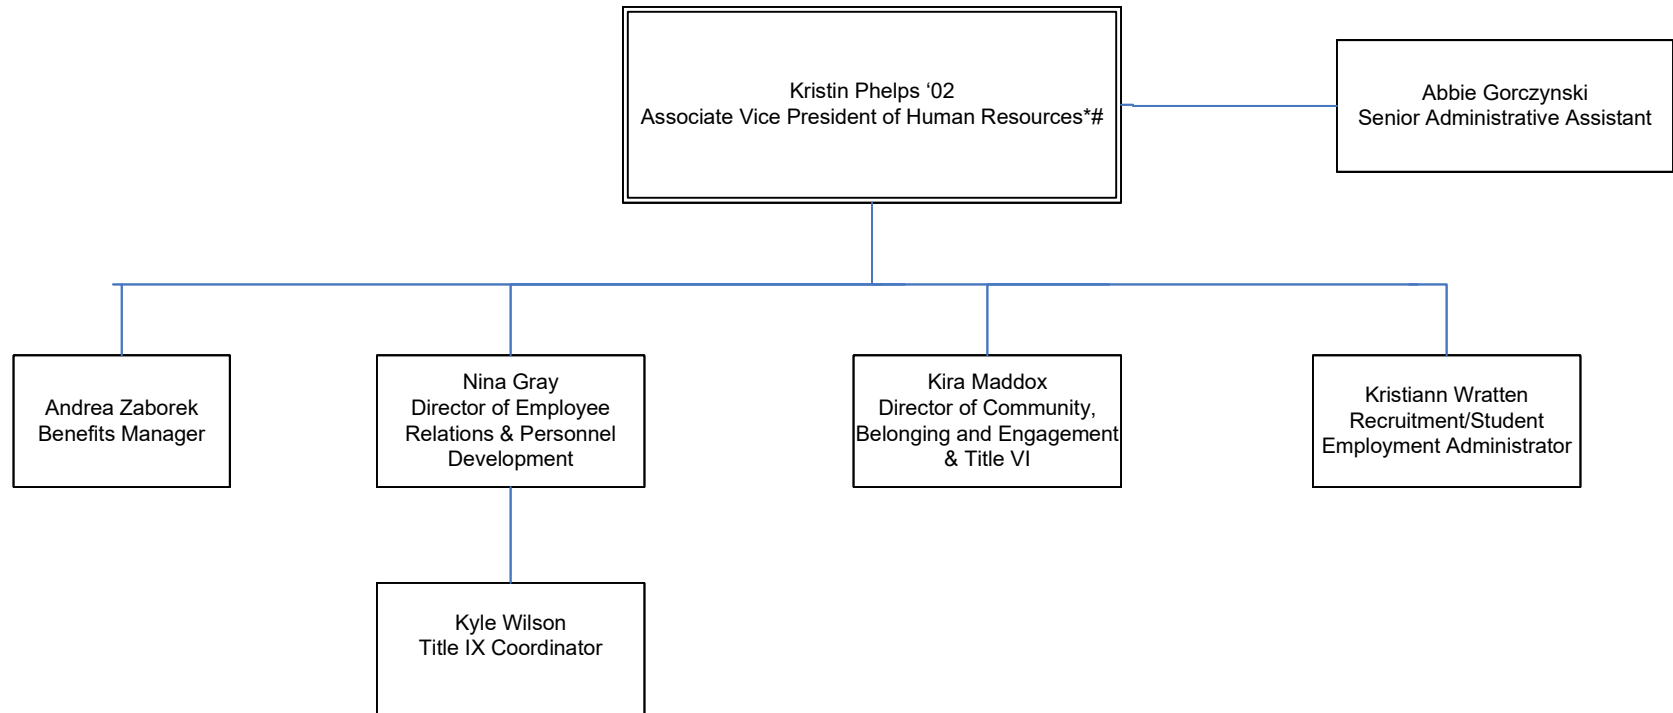 Kristin Phelps ‘02
Associate Vice President of Human Resources*#
Abbie Gorczynski
Senior Administrative Assistant
Andrea Zaborek
Benefits Manager
Nina Gray
Director of Employee
Relations & Personnel
Development
Kira Maddox
Director of Community,
Belonging and Engagement
& Title VI
Kristiann Wratten
Recruitment/Student
Employment Administrator
Kyle Wilson
Title IX Coordinator